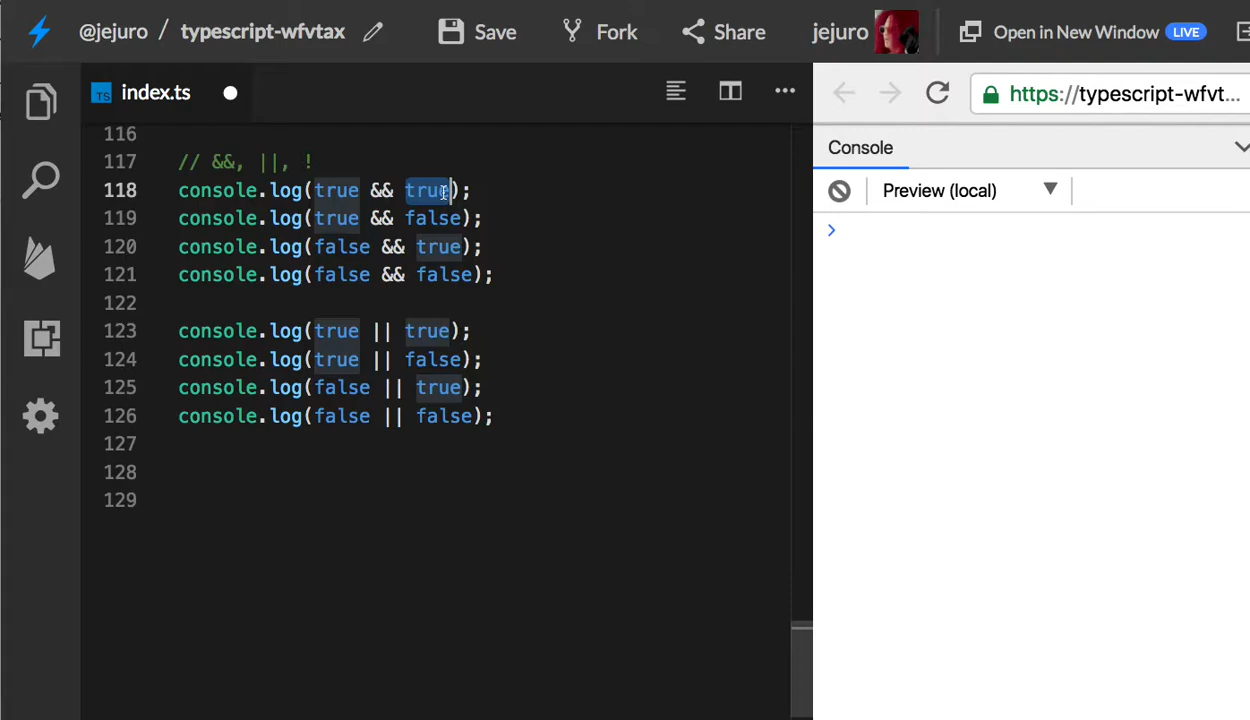 @jejuro / typescript-wfvtax Save Fork Share jejuro Open in New Window LIVE
TS index.ts
https://typescript-wfvt...
Console
Preview (local)
116
117 // &&, ||, !
118 console.log(true && true);
119 console.log(true && false);
120 console.log(false && true);
121 console.log(false && false);
122
123 console.log(true || true);
124 console.log(true || false);
125 console.log(false || true);
126 console.log(false || false);
127
128
129